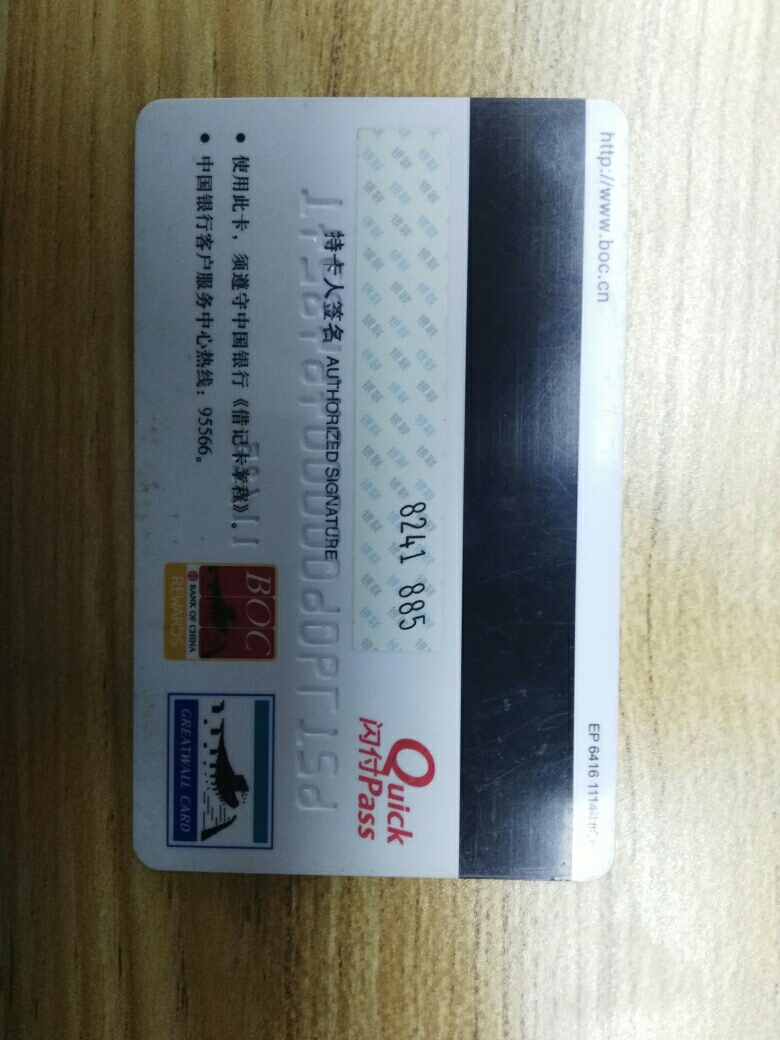 http://www.boc.cn
EP 6416
8241 885
持卡人签名 AUTHORIZED SIGNATURE
Quick
闪付Pass
● 使用此卡，须遵守中国银行《借记卡章程》。
● 中国银行客户服务中心热线：95566。
BOC
BANK OF CHINA
REWARDS
GREATWALL CARD